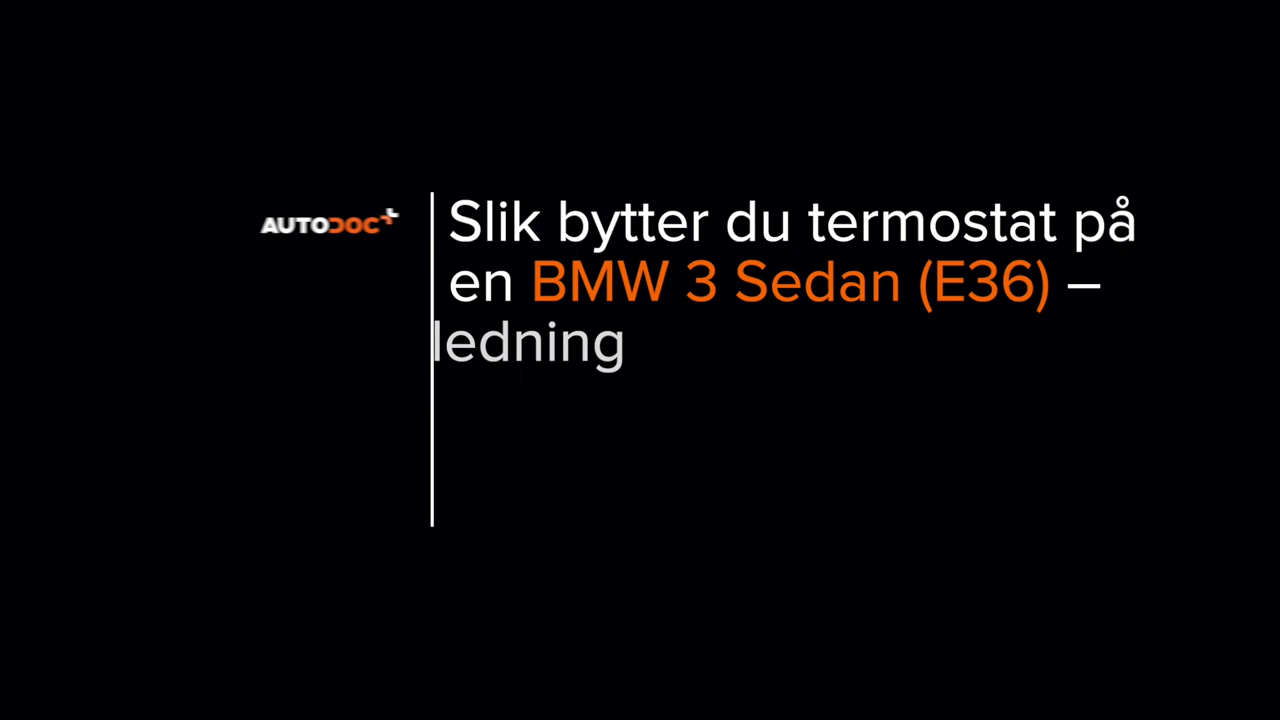 AUTODOC
Slik bytter du termostat på
en BMW 3 Sedan (E36) –
ledning